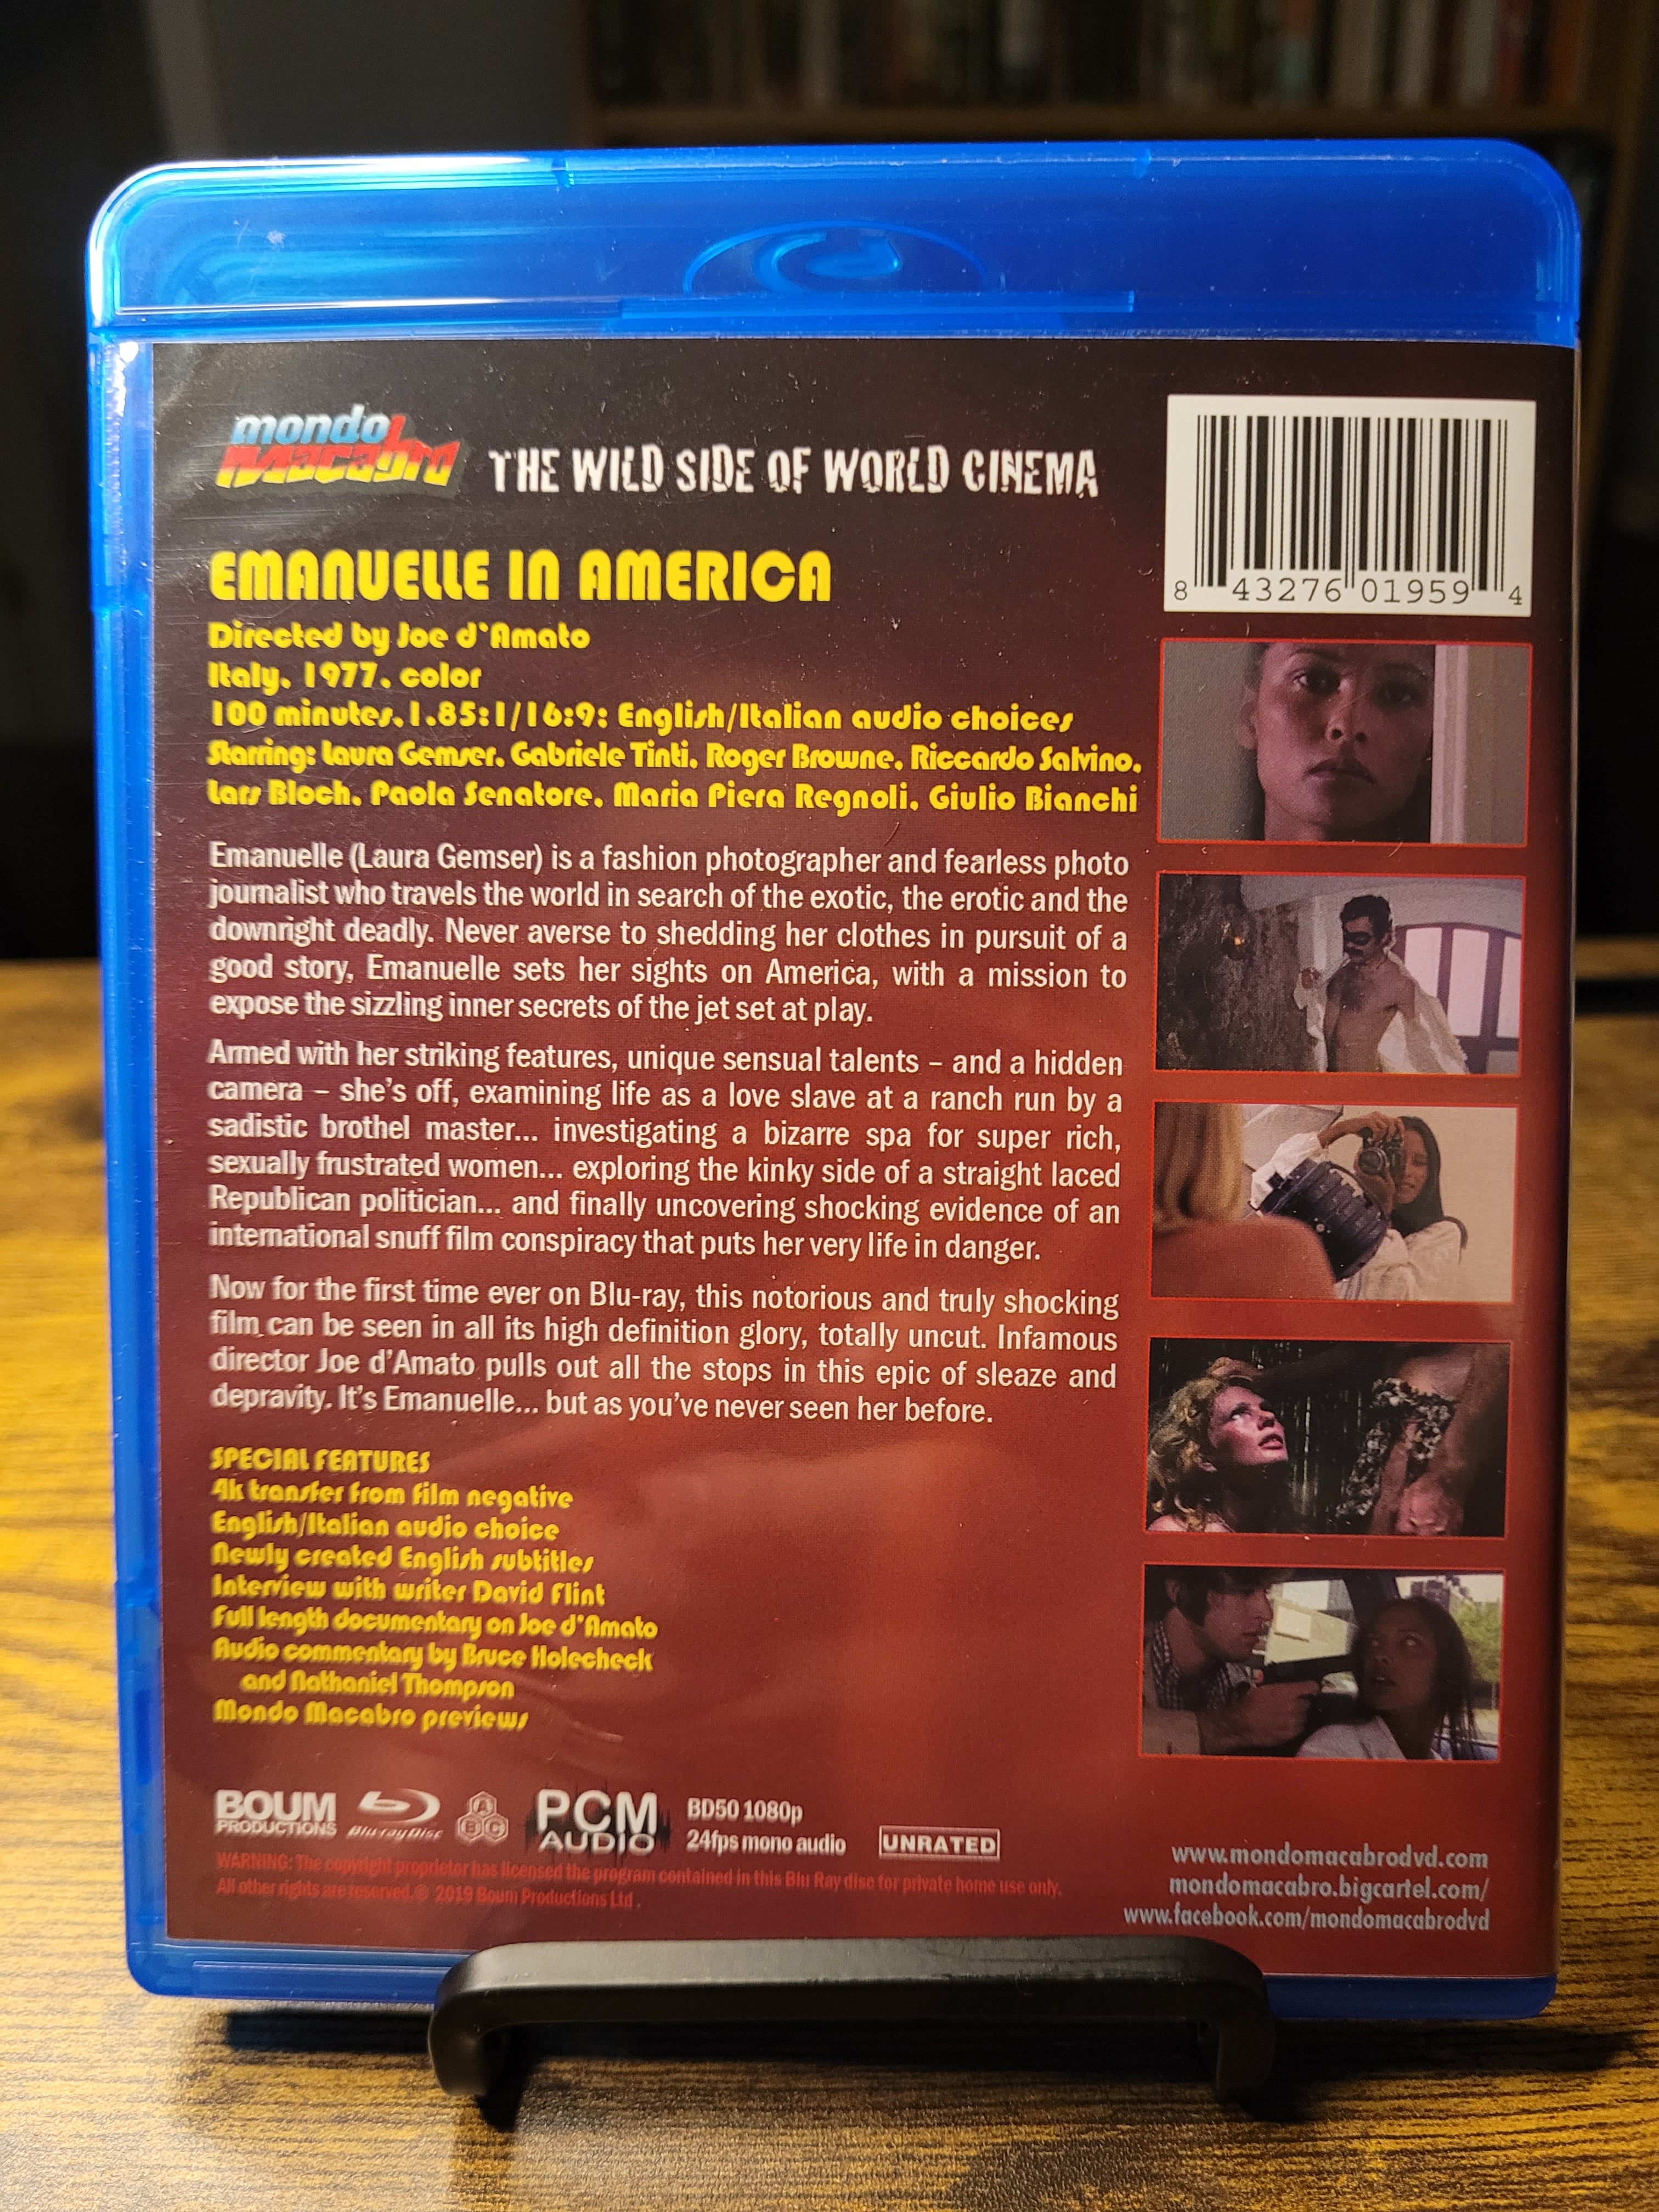 mondo
macabro
THE WILD SIDE OF WORLD CINEMA
8 43276 01959 4
EMANUELLE IN AMERICA
Directed by Joe d'Amato
Italy, 1977, color
100 minutes,1.85:1/16:9; English/Italian audio choices
Starring: Laura Gemser, Gabriele Tinti, Roger Browne, Riccardo Salvino,
Lars Bloch, Paola Senatore, Maria Piera Regnoli, Giulio Bianchi
Emanuelle (Laura Gemser) is a fashion photographer and fearless photo
journalist who travels the world in search of the exotic, the erotic and the
downright deadly. Never averse to shedding her clothes in pursuit of a
good story, Emanuelle sets her sights on America, with a mission to
expose the sizzling inner secrets of the jet set at play.
Armed with her striking features, unique sensual talents – and a hidden
camera – she's off, examining life as a love slave at a ranch run by a
sadistic brothel master... investigating a bizarre spa for super rich,
sexually frustrated women... exploring the kinky side of a straight laced
Republican politician... and finally uncovering shocking evidence of an
international snuff film conspiracy that puts her very life in danger.
Now for the first time ever on Blu-ray, this notorious and truly shocking
film can be seen in all its high definition glory, totally uncut. Infamous
director Joe d'Amato pulls out all the stops in this epic of sleaze and
depravity. It's Emanuelle... but as you've never seen her before.
SPECIAL FEATURES
4k transfer from film negative
English/Italian audio choice
Newly created English subtitles
Interview with writer David Flint
Full length documentary on Joe d'Amato
Audio commentary by Bruce Holecheck
and Nathaniel Thompson
Mondo Macabro previews
BOUM
PRODUCTIONS
Blu-ray Disc
A
B C
PCM
AUDIO
BD50 1080p
24fps mono audio
UNRATED
WARNING: The copyright proprietor has licensed the program contained in this Blu Ray disc for private home use only.
All other rights are reserved.© 2019 Boum Productions Ltd .
www.mondomacabrodvd.com
mondomacabro.bigcartel.com/
www.facebook.com/mondomacabrodvd